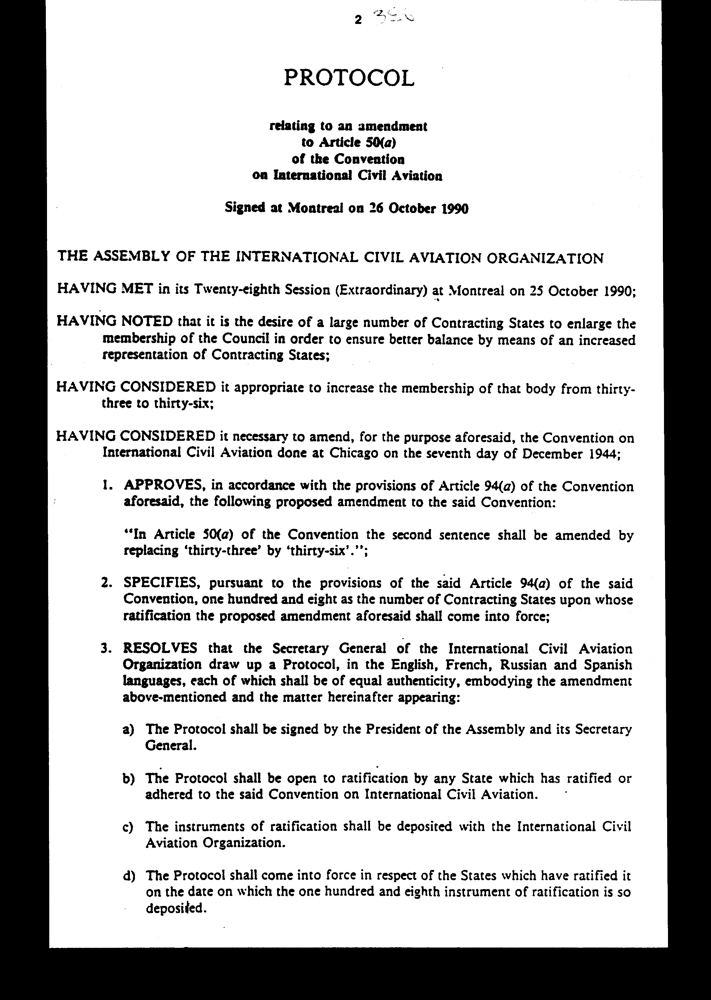 2
PROTOCOL
relating to an amendment
to Article 50(a)
of the Convention
on International Civil Aviation
Signed at Montreal on 26 October 1990
THE ASSEMBLY OF THE INTERNATIONAL CIVIL AVIATION ORGANIZATION
HAVING MET in its Twenty-eighth Session (Extraordinary) at Montreal on 25 October 1990;
HAVING NOTED that it is the desire of a large number of Contracting States to enlarge the
membership of the Council in order to ensure better balance by means of an increased
representation of Contracting States;
HAVING CONSIDERED it appropriate to increase the membership of that body from thirty-
three to thirty-six;
HAVING CONSIDERED it necessary to amend, for the purpose aforesaid, the Convention on
International Civil Aviation done at Chicago on the seventh day of December 1944;
1. APPROVES, in accordance with the provisions of Article 94(a) of the Convention
aforesaid, the following proposed amendment to the said Convention:
“In Article 50(a) of the Convention the second sentence shall be amended by
replacing ‘thirty-three’ by ‘thirty-six’.”;
2. SPECIFIES, pursuant to the provisions of the said Article 94(a) of the said
Convention, one hundred and eight as the number of Contracting States upon whose
ratification the proposed amendment aforesaid shall come into force;
3. RESOLVES that the Secretary General of the International Civil Aviation
Organization draw up a Protocol, in the English, French, Russian and Spanish
languages, each of which shall be of equal authenticity, embodying the amendment
above-mentioned and the matter hereinafter appearing:
a) The Protocol shall be signed by the President of the Assembly and its Secretary
General.
b) The Protocol shall be open to ratification by any State which has ratified or
adhered to the said Convention on International Civil Aviation.
c) The instruments of ratification shall be deposited with the International Civil
Aviation Organization.
d) The Protocol shall come into force in respect of the States which have ratified it
on the date on which the one hundred and eighth instrument of ratification is so
deposited.